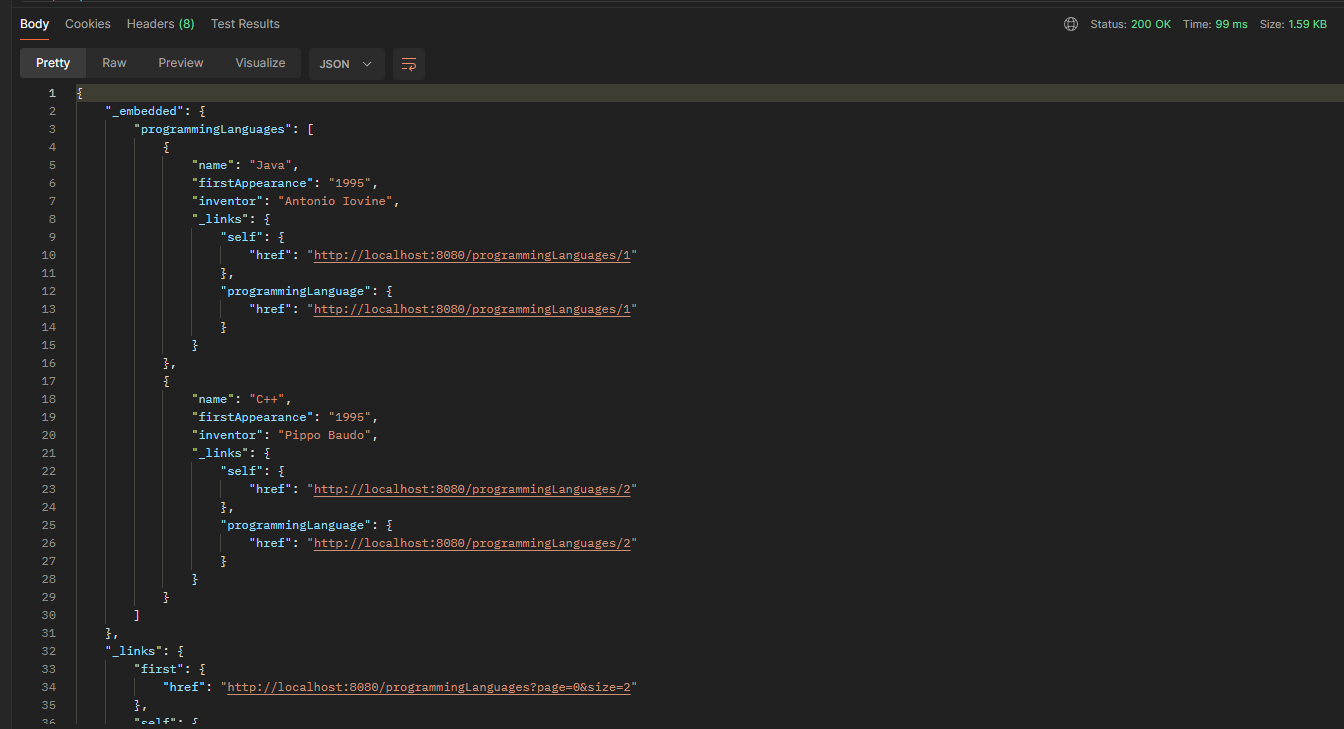 Body Cookies Headers (8) Test Results Status: 200 OK Time: 99 ms Size: 1.59 KB
Pretty Raw Preview Visualize JSON
1 {
2 "_embedded": {
3 "programmingLanguages": [
4 {
5 "name": "Java",
6 "firstAppearance": "1995",
7 "inventor": "Antonio Iovine",
8 "_links": {
9 "self": {
10 "href": "http://localhost:8080/programmingLanguages/1"
11 },
12 "programmingLanguage": {
13 "href": "http://localhost:8080/programmingLanguages/1"
14 }
15 }
16 },
17 {
18 "name": "C++",
19 "firstAppearance": "1995",
20 "inventor": "Pippo Baudo",
21 "_links": {
22 "self": {
23 "href": "http://localhost:8080/programmingLanguages/2"
24 },
25 "programmingLanguage": {
26 "href": "http://localhost:8080/programmingLanguages/2"
27 }
28 }
29 }
30 ]
31 },
32 "_links": {
33 "first": {
34 "href": "http://localhost:8080/programmingLanguages?page=0&size=2"
35 },
36 "self": {